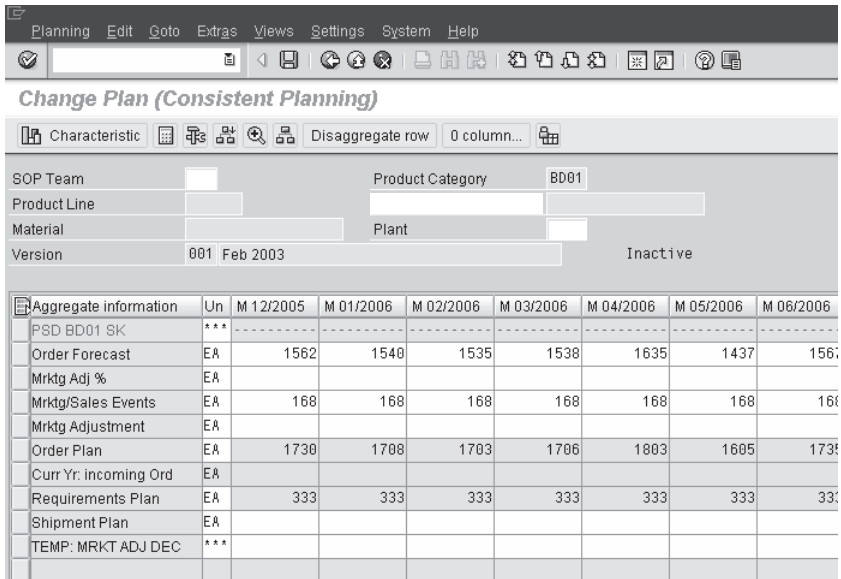 Planning Edit Goto Extras Views Settings System Help
Change Plan (Consistent Planning)
Characteristic Disaggregate row 0 column...
SOP Team Product Category BD01
Product Line
Material Plant
Version 001 Feb 2003 Inactive
Aggregate information Un M 12/2005 M 01/2006 M 02/2006 M 03/2006 M 04/2006 M 05/2006 M 06/2006
PSD BD01 SK ***
Order Forecast EA 1562 1540 1535 1538 1635 1437 1567
Mrktg Adj % EA
Mrktg/Sales Events EA 168 168 168 168 168 168 168
Mrktg Adjustment EA
Order Plan EA 1730 1708 1703 1706 1803 1605 1735
Curr Yr: incoming Ord EA
Requirements Plan EA 333 333 333 333 333 333 333
Shipment Plan EA
TEMP: MRKT ADJ DEC ***